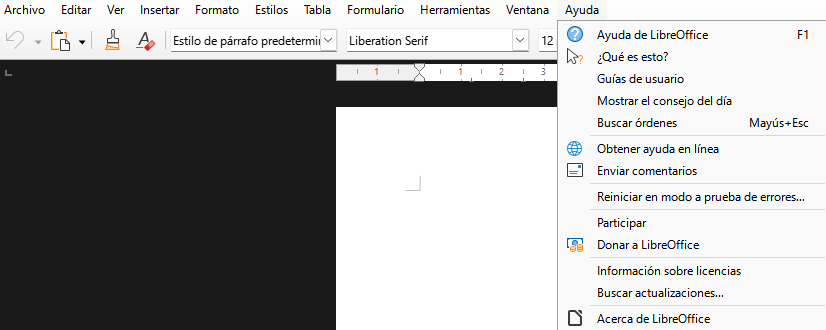 Archivo Editar Ver Insertar Formato Estilos Tabla Formulario Herramientas Ventana Ayuda
Estilo de párrafo predetermin Liberation Serif 12
1 1 2 3
Ayuda de LibreOffice F1
¿Qué es esto?
Guías de usuario
Mostrar el consejo del día
Buscar órdenes Mayús+Esc
Obtener ayuda en línea
Enviar comentarios
Reiniciar en modo a prueba de errores...
Participar
Donar a LibreOffice
Información sobre licencias
Buscar actualizaciones...
Acerca de LibreOffice